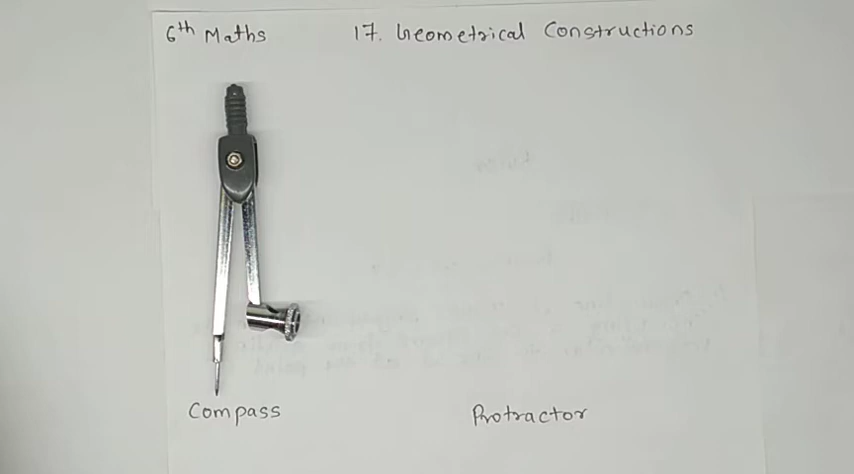 6th Maths 17. Geometrical Constructions
Compass Protractor